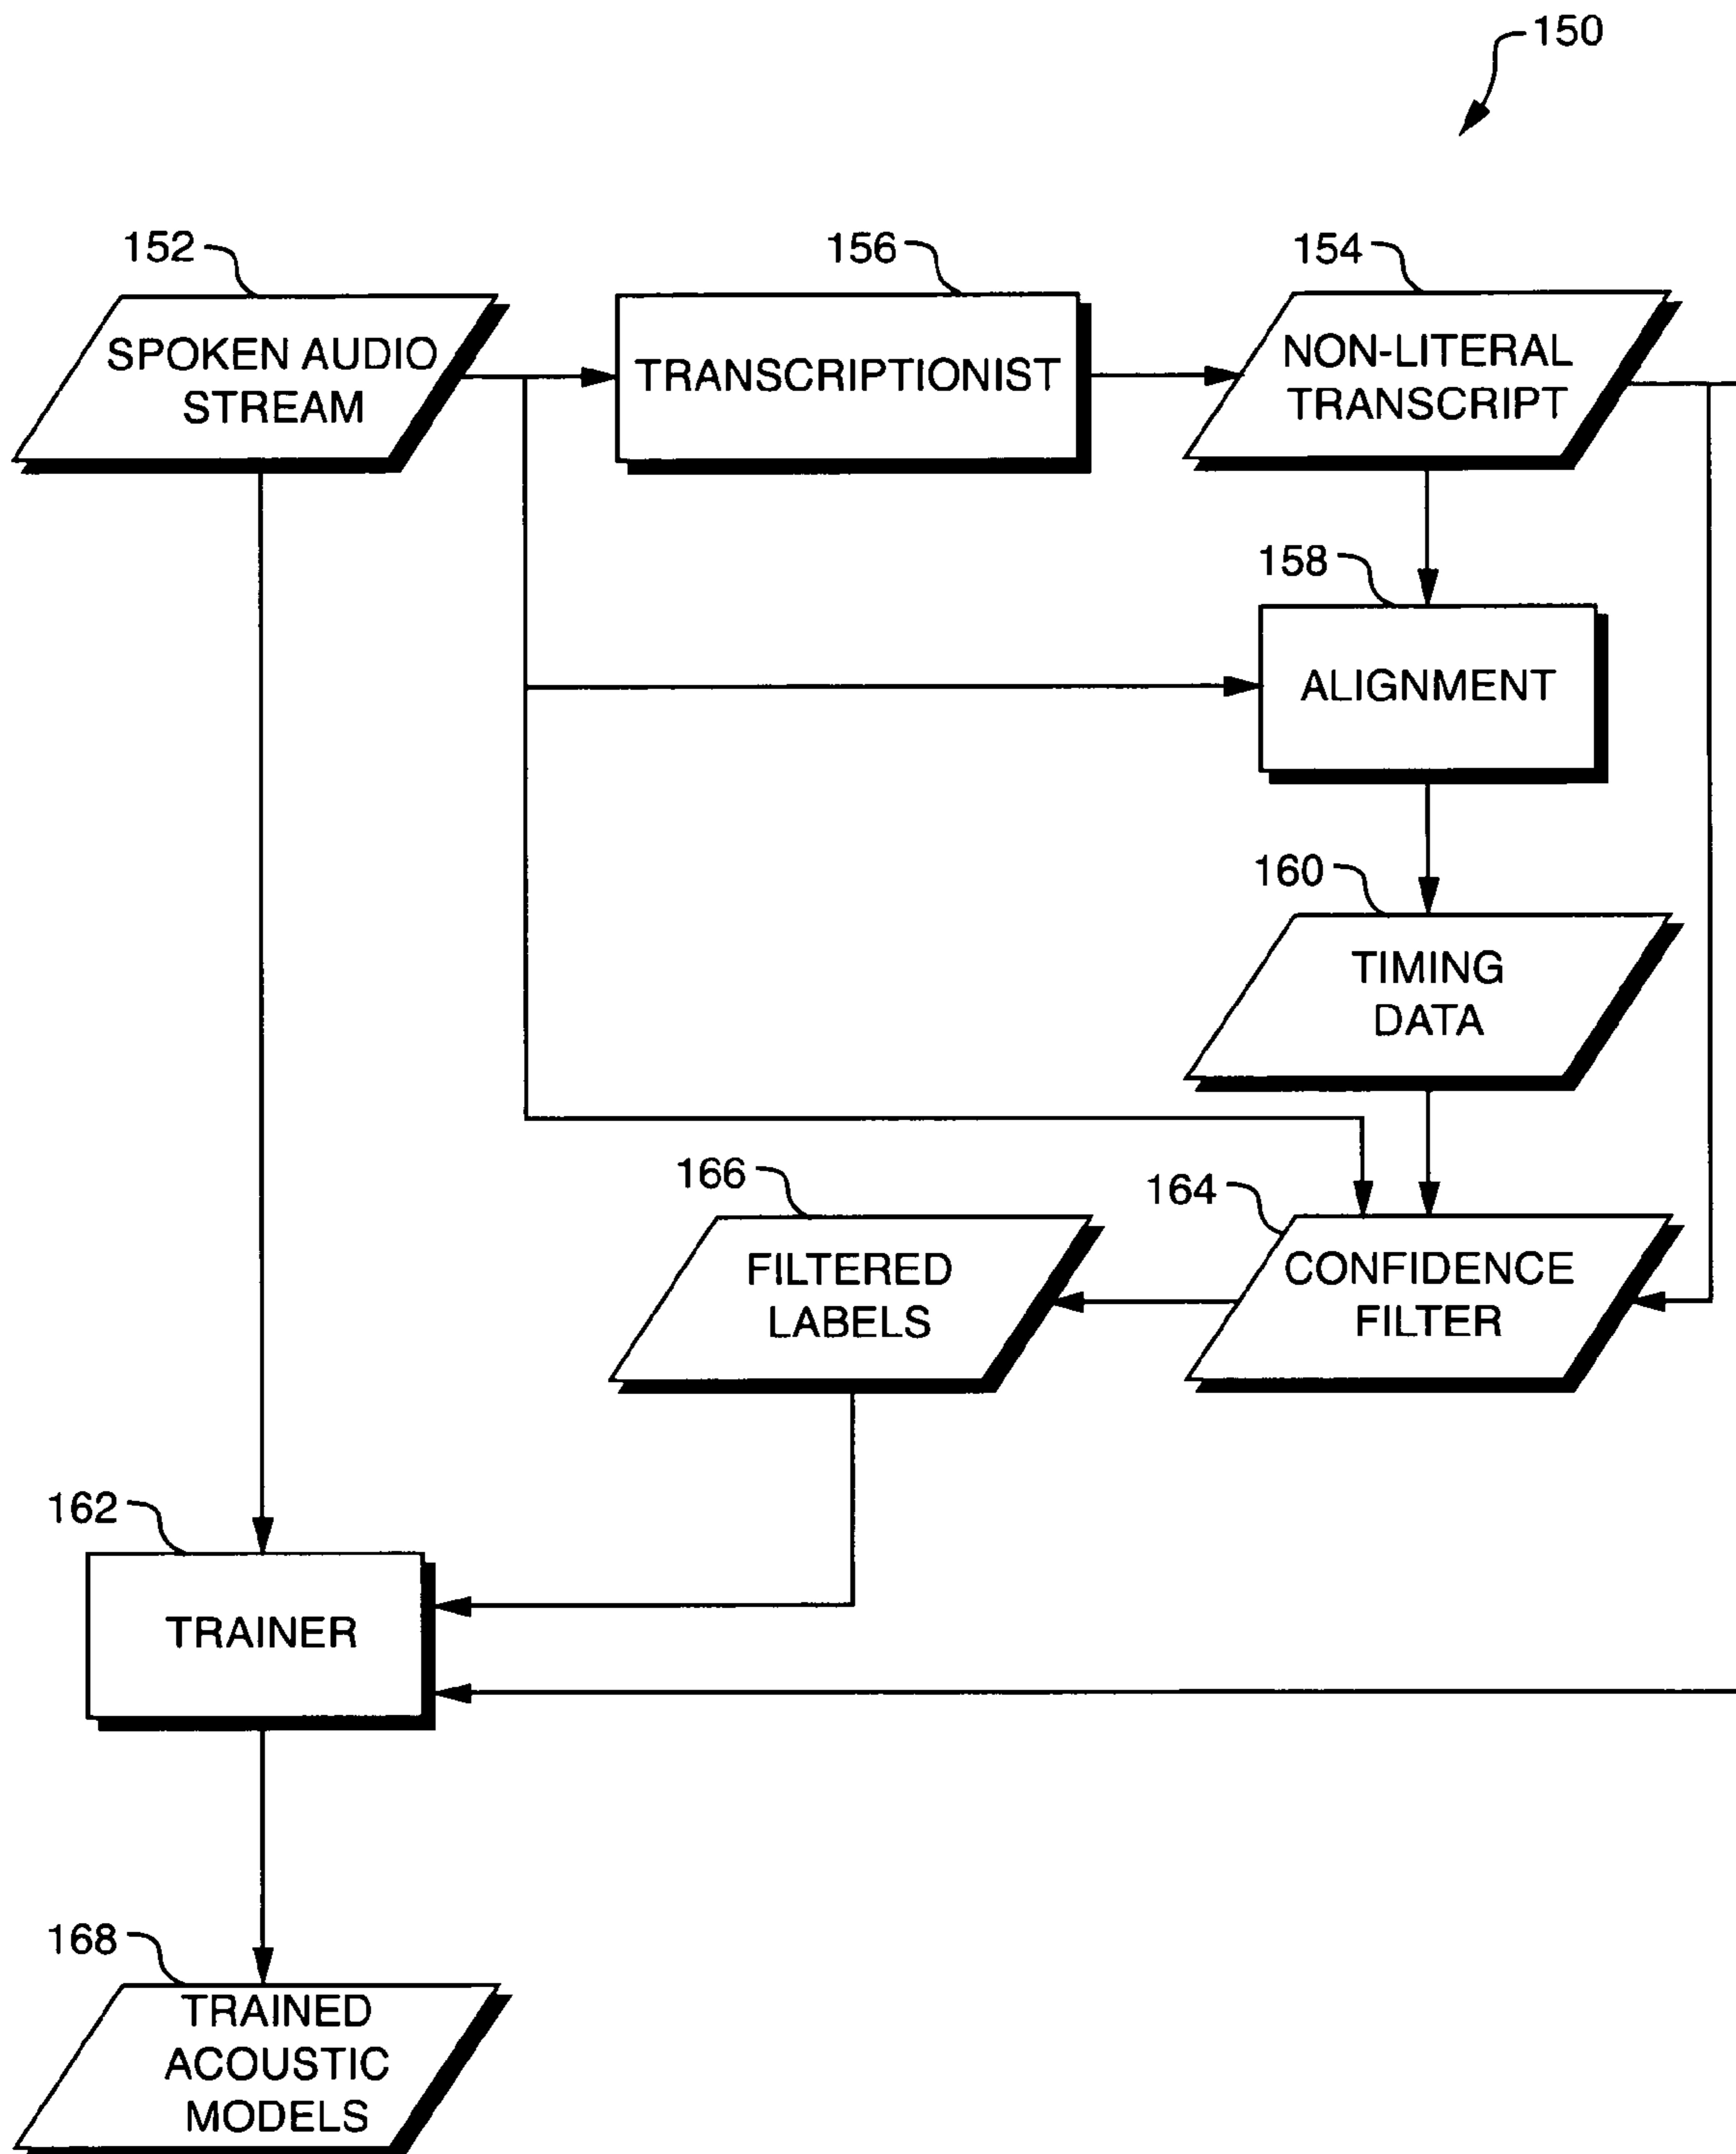 150
152
156
154
SPOKEN AUDIO
STREAM
TRANSCRIPTIONIST
NON-LITERAL
TRANSCRIPT
158
ALIGNMENT
160
TIMING
DATA
166
164
FILTERED
LABELS
CONFIDENCE
FILTER
162
TRAINER
168
TRAINED
ACOUSTIC
MODELS